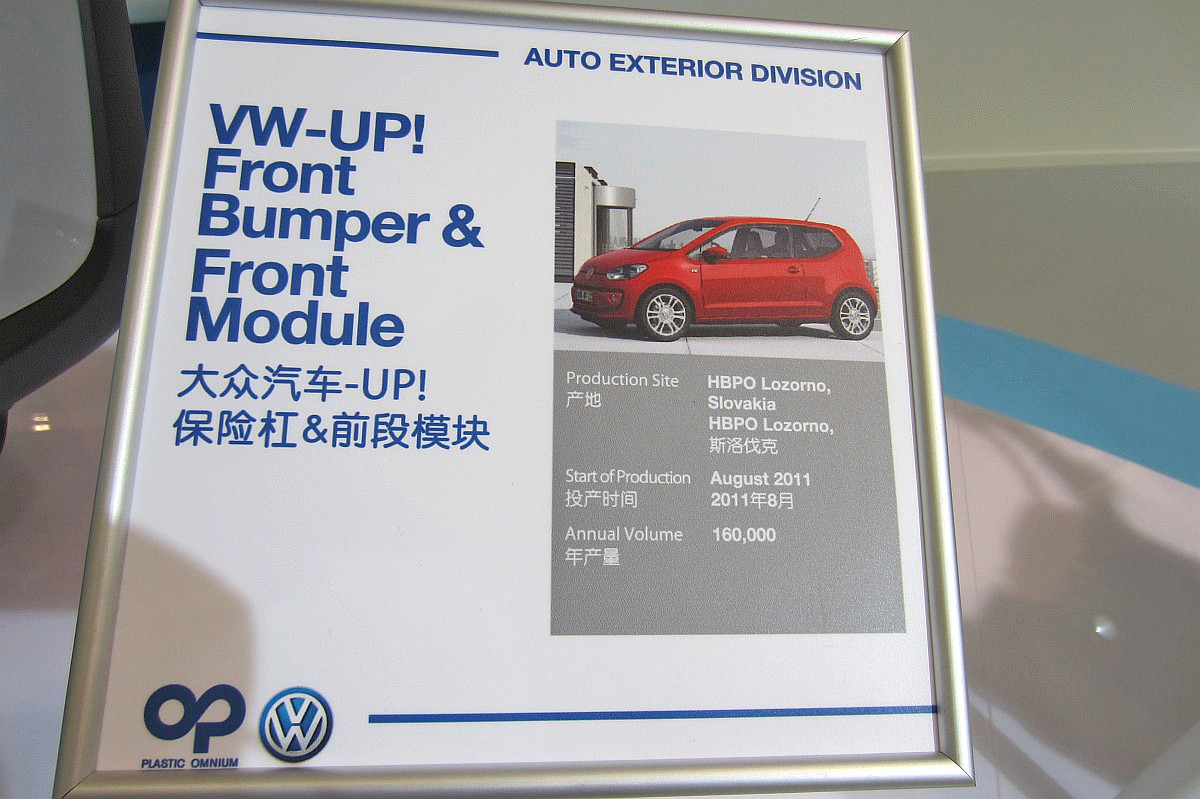 AUTO EXTERIOR DIVISION
VW-UP!
Front
Bumper &
Front
Module
大众汽车-UP!
保险杠&前段模块
Production Site HBPO Lozorno,
产地 Slovakia
HBPO Lozorno,
斯洛伐克
Start of Production August 2011
投产时间 2011年8月
Annual Volume 160,000
年产量
OP
PLASTIC OMNIUM
VW